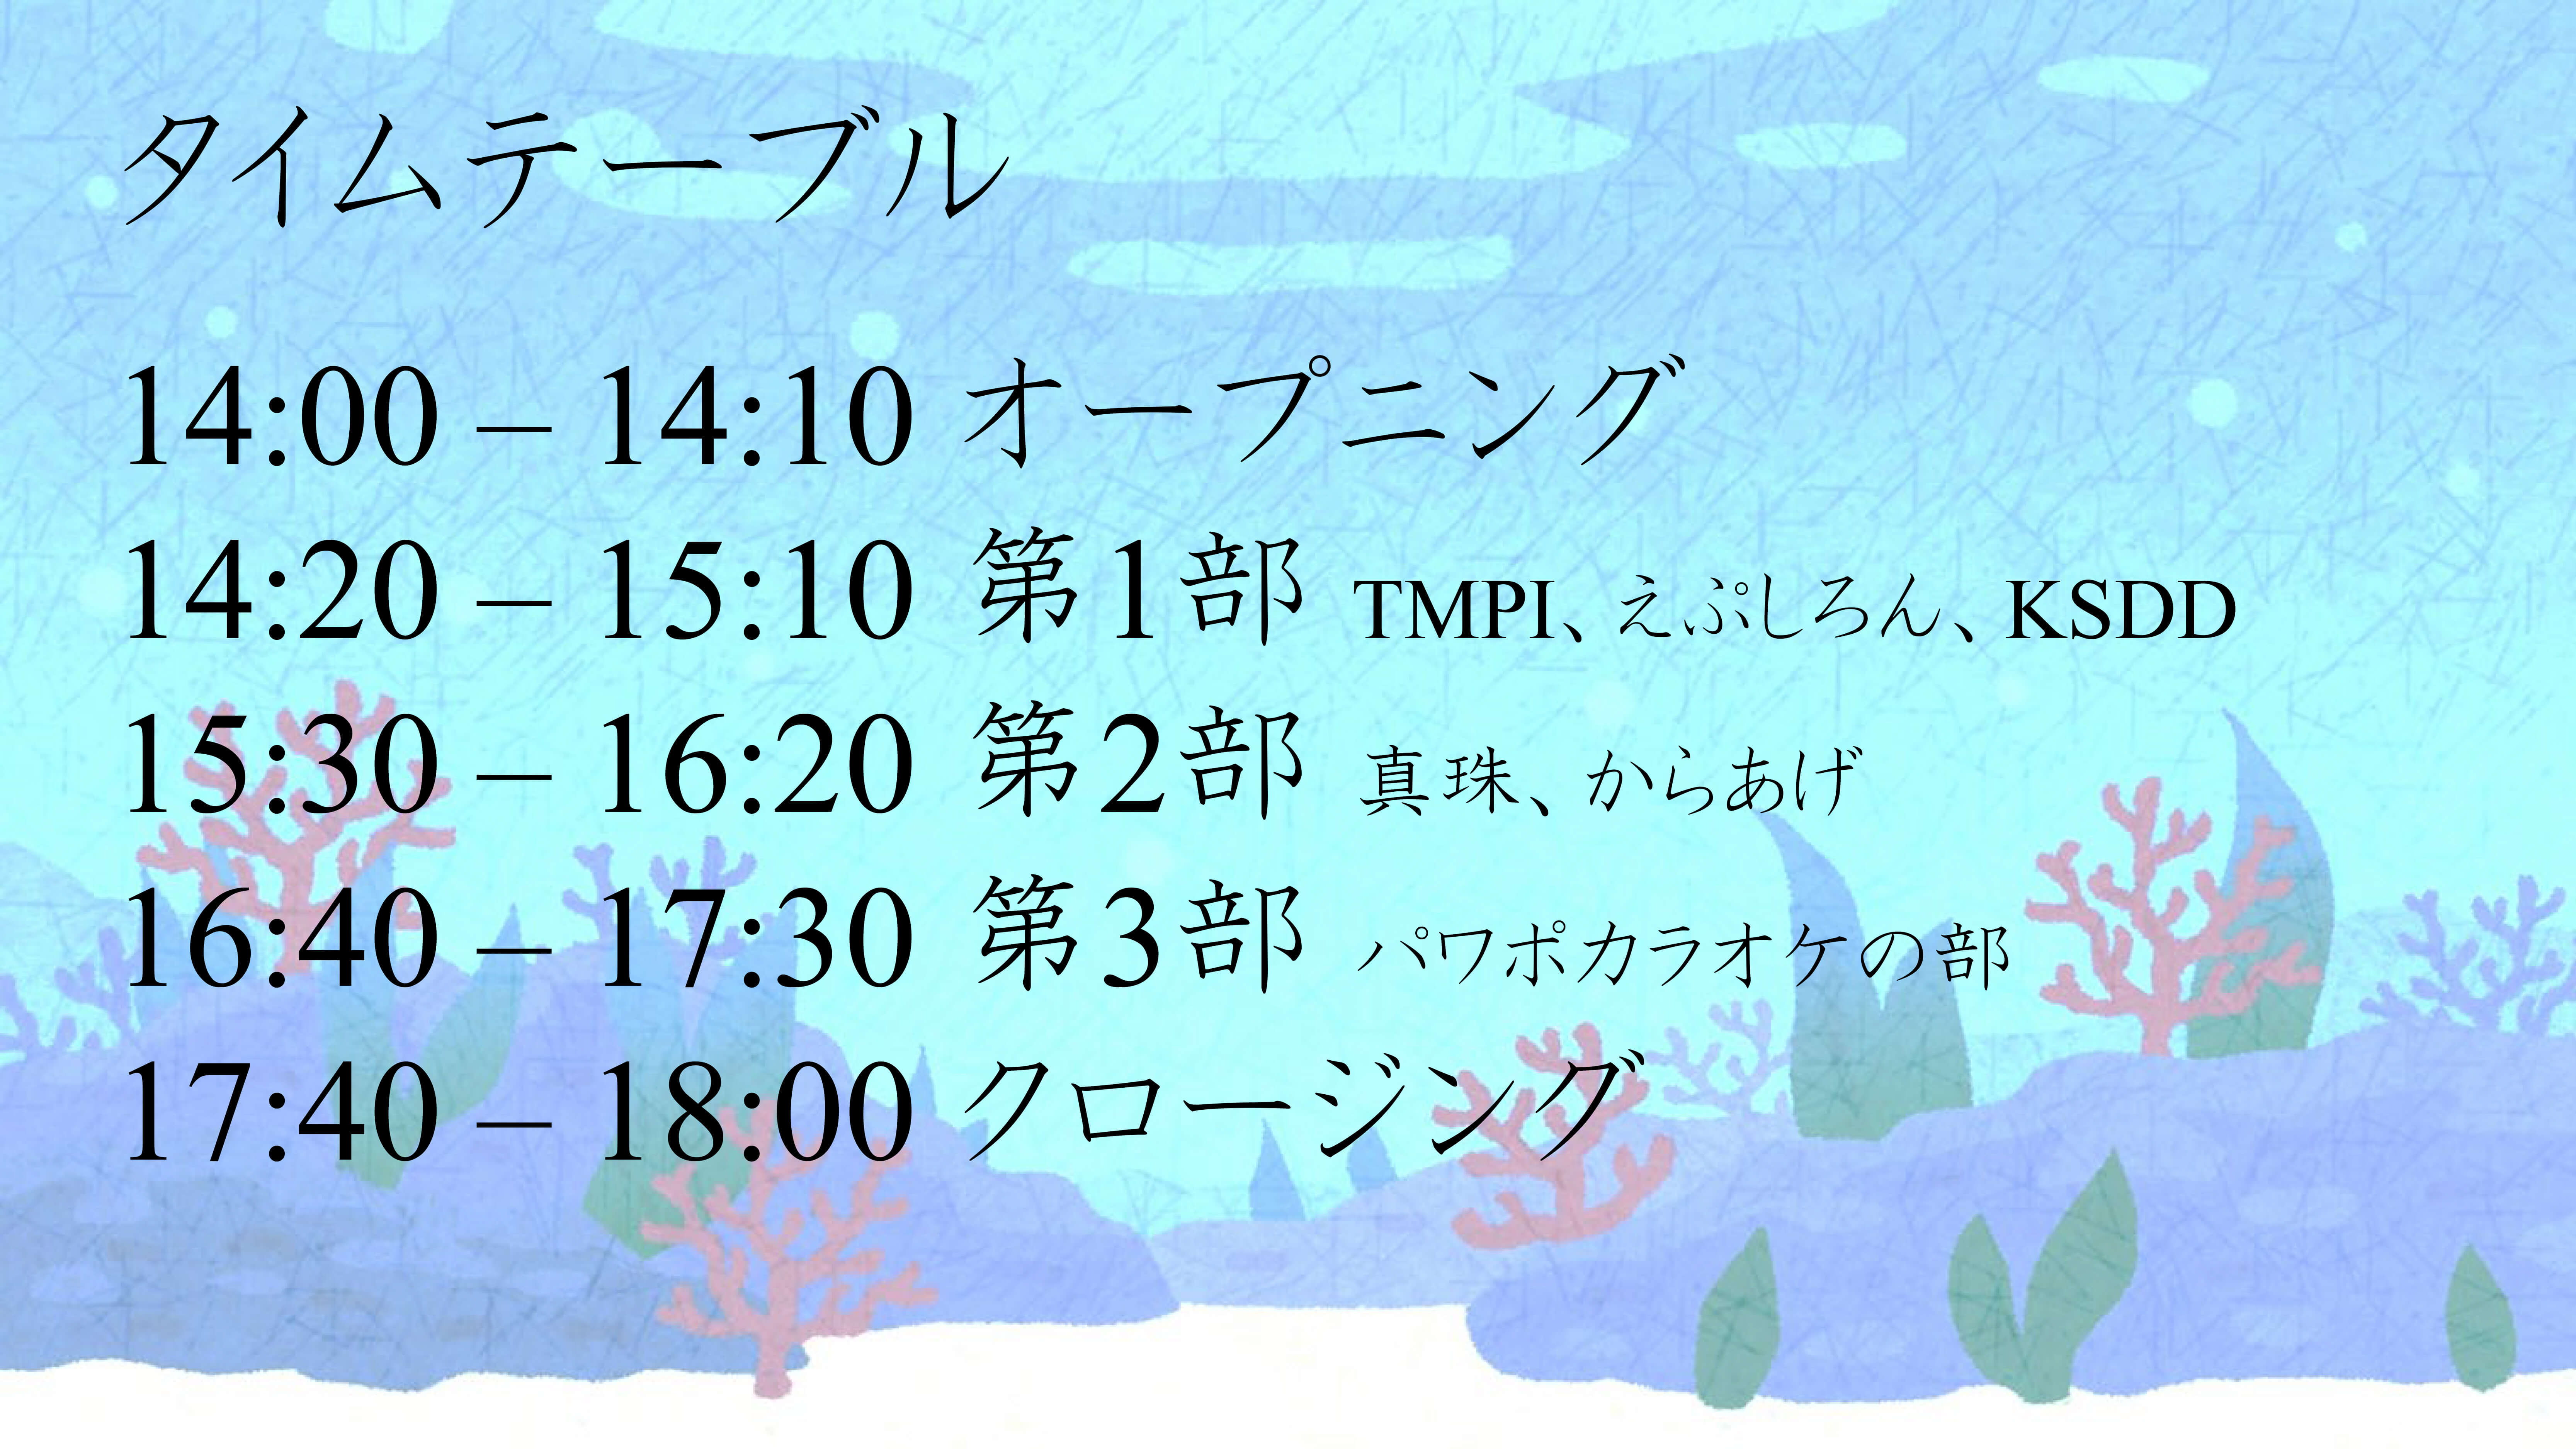 タイムテーブル
14:00 – 14:10 オープニング
14:20 – 15:10 第1部 TMPI、えぷしろん、KSDD
15:30 – 16:20 第2部 真珠、からあげ
16:40 – 17:30 第3部 パワポカラオケの部
17:40 – 18:00 クロージング